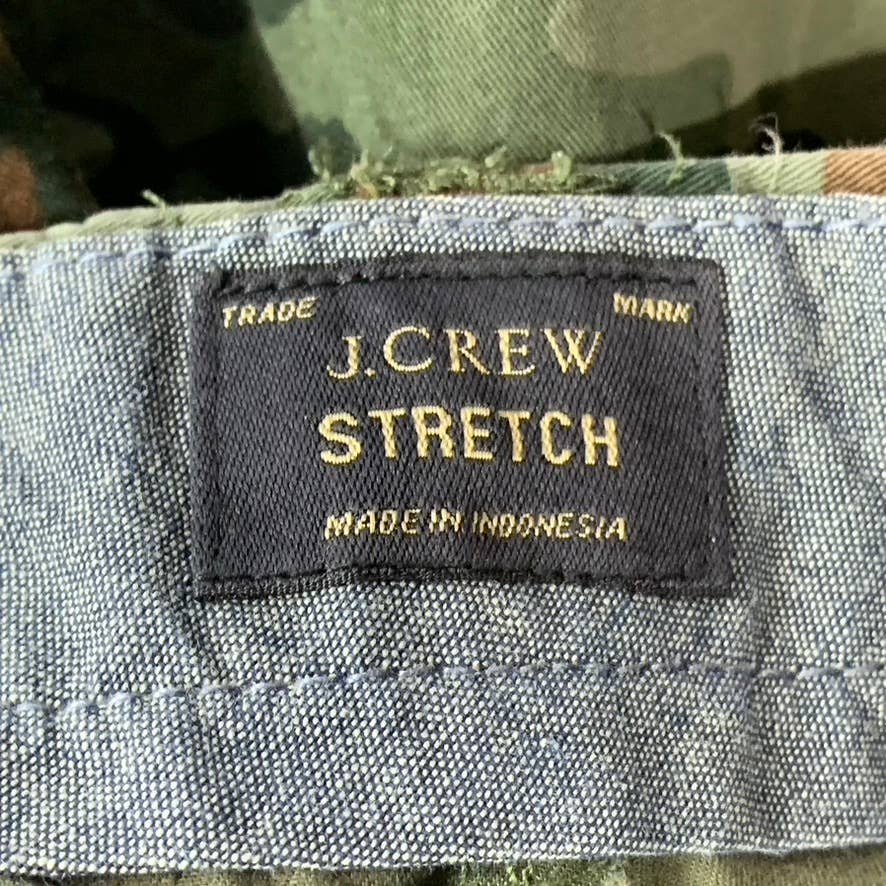 TRADE MARK
J.CREW
STRETCH
MADE IN INDONESIA